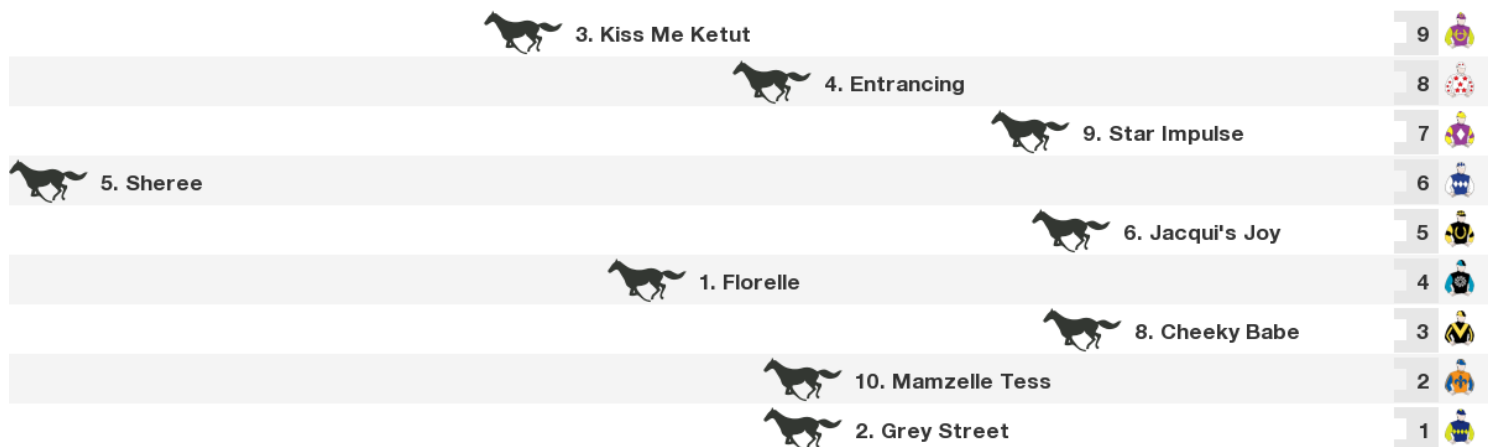 3. Kiss Me Ketut 9
4. Entrancing 8
9. Star Impulse 7
5. Sheree 6
6. Jacqui's Joy 5
1. Florelle 4
8. Cheeky Babe 3
10. Mamzelle Tess 2
2. Grey Street 1